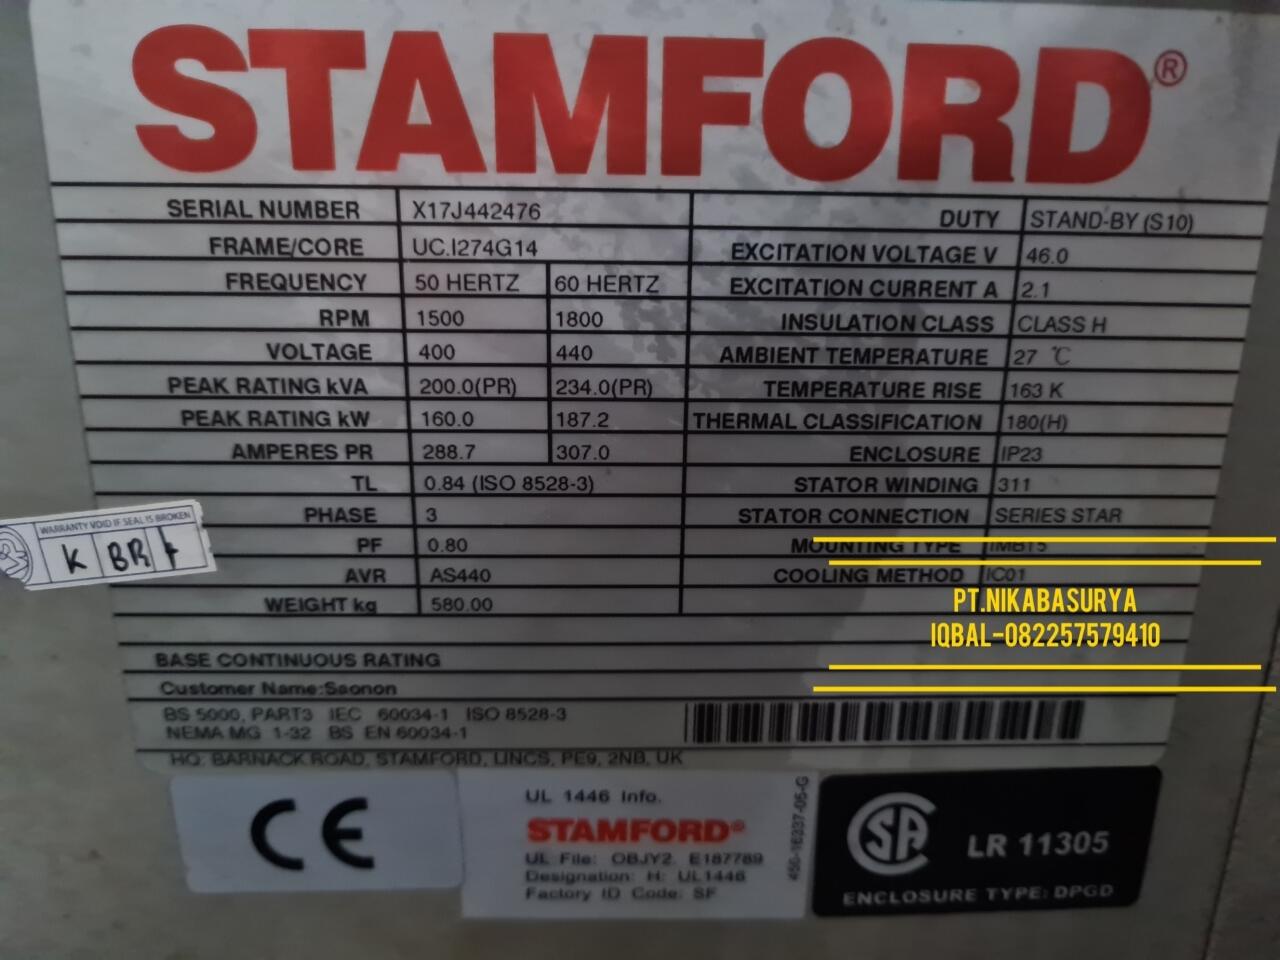 STAMFORD®
SERIAL NUMBER X17J442476 DUTY STAND-BY (S10)
FRAME/CORE UC.I274G14 EXCITATION VOLTAGE V 46.0
FREQUENCY 50 HERTZ 60 HERTZ EXCITATION CURRENT A 2.1
RPM 1500 1800 INSULATION CLASS CLASS H
VOLTAGE 400 440 AMBIENT TEMPERATURE 27 ℃
PEAK RATING kVA 200.0(PR) 234.0(PR) TEMPERATURE RISE 163 K
PEAK RATING kW 160.0 187.2 THERMAL CLASSIFICATION 180(H)
AMPERES PR 288.7 307.0 ENCLOSURE IP23
TL 0.84 (ISO 8528-3) STATOR WINDING 311
PHASE 3 STATOR CONNECTION SERIES STAR
PF 0.80 MOUNTING TYPE IMB15
AVR AS440 COOLING METHOD IC01
WEIGHT kg 580.00
WARRANTY VOID IF SEAL IS BROKEN
K BR
PT.NIKABASURYA
IQBAL-082257579410
BASE CONTINUOUS RATING
Customer Name:Saonon
BS 5000, PART3 IEC 60034-1 ISO 8528-3
NEMA MG 1-32 BS EN 60034-1
HQ: BARNACK ROAD, STAMFORD, LINCS, PE9, 2NB, UK
CE
UL 1446 Info.
STAMFORD®
UL File: OBJY2. E187789
Designation: H: UL1446
Factory ID Code: SF
450-16337-05-G
SA LR 11305
ENCLOSURE TYPE: DPGD